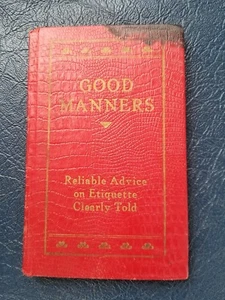 GOOD
MANNERS
Reliable Advice
on Etiquette
Clearly Told